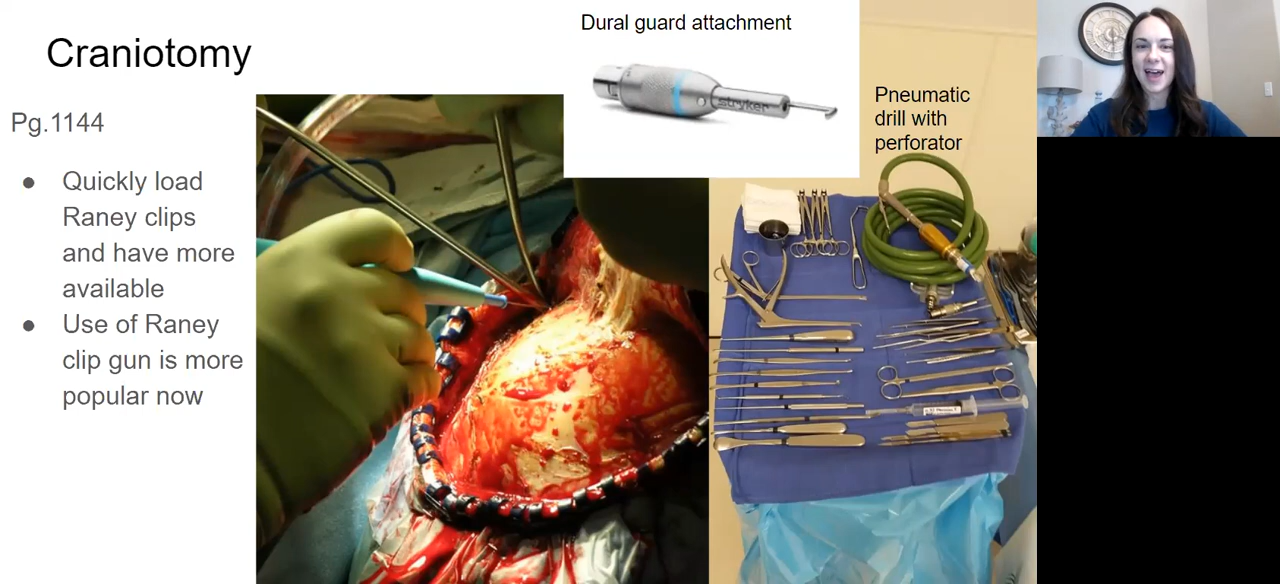 Craniotomy
Pg.1144
● Quickly load
Raney clips
and have more
available
● Use of Raney
clip gun is more
popular now
Dural guard attachment
stryker
Pneumatic
drill with
perforator